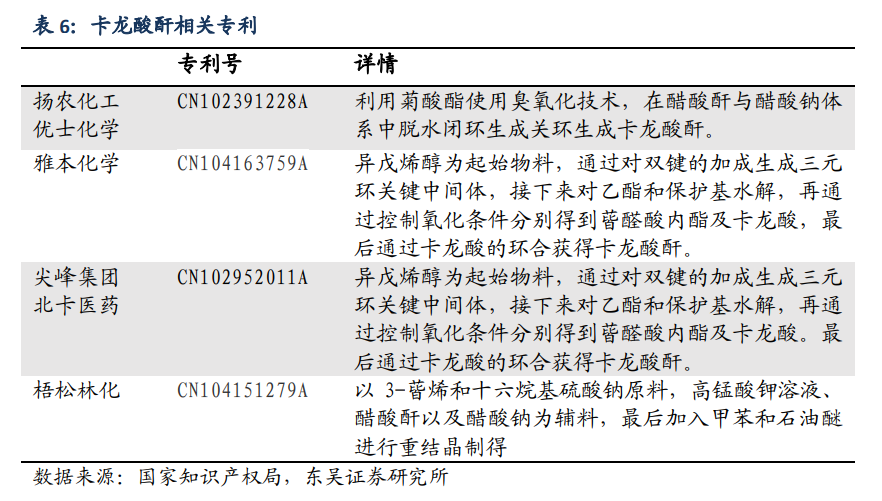 表 6：卡龙酸酐相关专利
专利号 详情
扬农化工 CN102391228A 利用菊酸酯使用臭氧化技术，在醋酸酐与醋酸钠体
优士化学 系中脱水闭环生成关环生成卡龙酸酐。
雅本化学 CN104163759A 异戊烯醇为起始物料，通过对双键的加成生成三元
环关键中间体，接下来对乙酯和保护基水解，再通
过控制氧化条件分别得到蒈醛酸内酯及卡龙酸，最
后通过卡龙酸的环合获得卡龙酸酐。
尖峰集团 CN102952011A 异戊烯醇为起始物料，通过对双键的加成生成三元
北卡医药 环关键中间体，接下来对乙酯和保护基水解，再通
过控制氧化条件分别得到蒈醛酸内酯及卡龙酸。最
后通过卡龙酸的环合获得卡龙酸酐。
梧松林化 CN104151279A 以 3-蒈烯和十六烷基硫酸钠原料，高锰酸钾溶液、
醋酸酐以及醋酸钠为辅料，最后加入甲苯和石油醚
进行重结晶制得
数据来源：国家知识产权局，东吴证券研究所